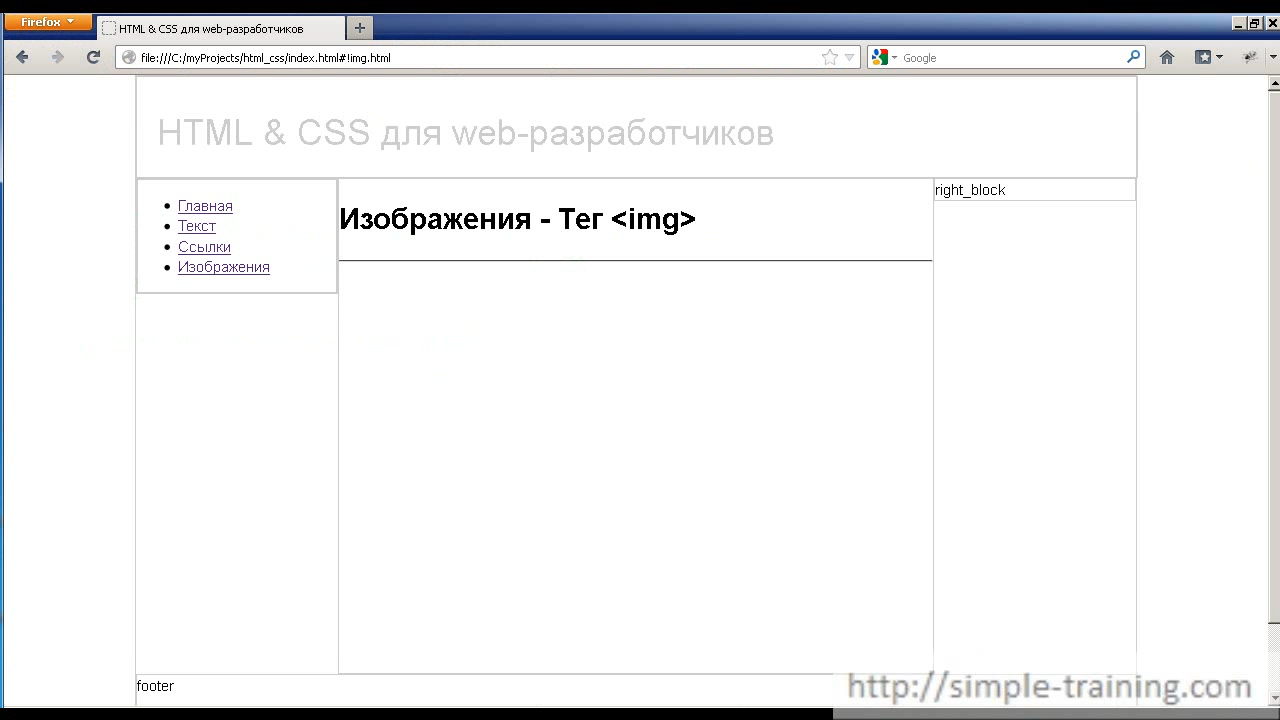 Firefox
HTML & CSS для web-разработчиков
file:///C:/myProjects/html_css/index.html#!img.html
Google
HTML & CSS для web-разработчиков
Главная
Текст
Ссылки
Изображения
Изображения - Тег <img>
right_block
footer
http://simple-training.com